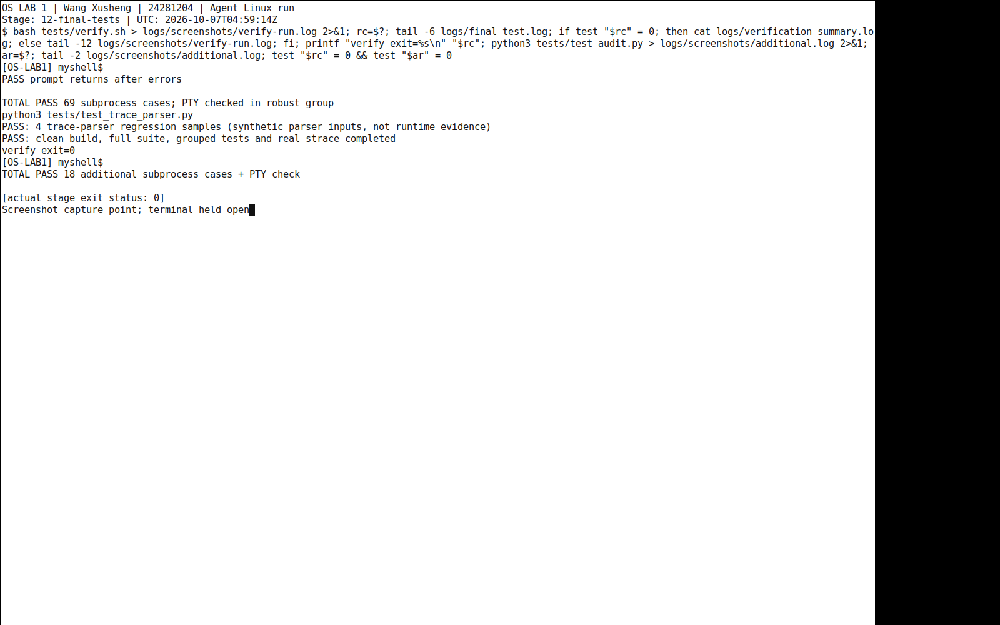 OS LAB 1 | Wang Xusheng | 24281204 | Agent Linux run
Stage: 12-final-tests | UTC: 2026-10-07T04:59:14Z
$ bash tests/verify.sh > logs/screenshots/verify-run.log 2>&1; rc=$?; tail -6 logs/final_test.log; if test "$rc" = 0; then cat logs/verification_summary.lo
g; else tail -12 logs/screenshots/verify-run.log; fi; printf "verify_exit=%s\n" "$rc"; python3 tests/test_audit.py > logs/screenshots/additional.log 2>&1;
ar=$?; tail -2 logs/screenshots/additional.log; test "$rc" = 0 && test "$ar" = 0
[OS-LAB1] myshell$
PASS prompt returns after errors

TOTAL PASS 69 subprocess cases; PTY checked in robust group
python3 tests/test_trace_parser.py
PASS: 4 trace-parser regression samples (synthetic parser inputs, not runtime evidence)
PASS: clean build, full suite, grouped tests and real strace completed
verify_exit=0
[OS-LAB1] myshell$
TOTAL PASS 18 additional subprocess cases + PTY check

[actual stage exit status: 0]
Screenshot capture point; terminal held open